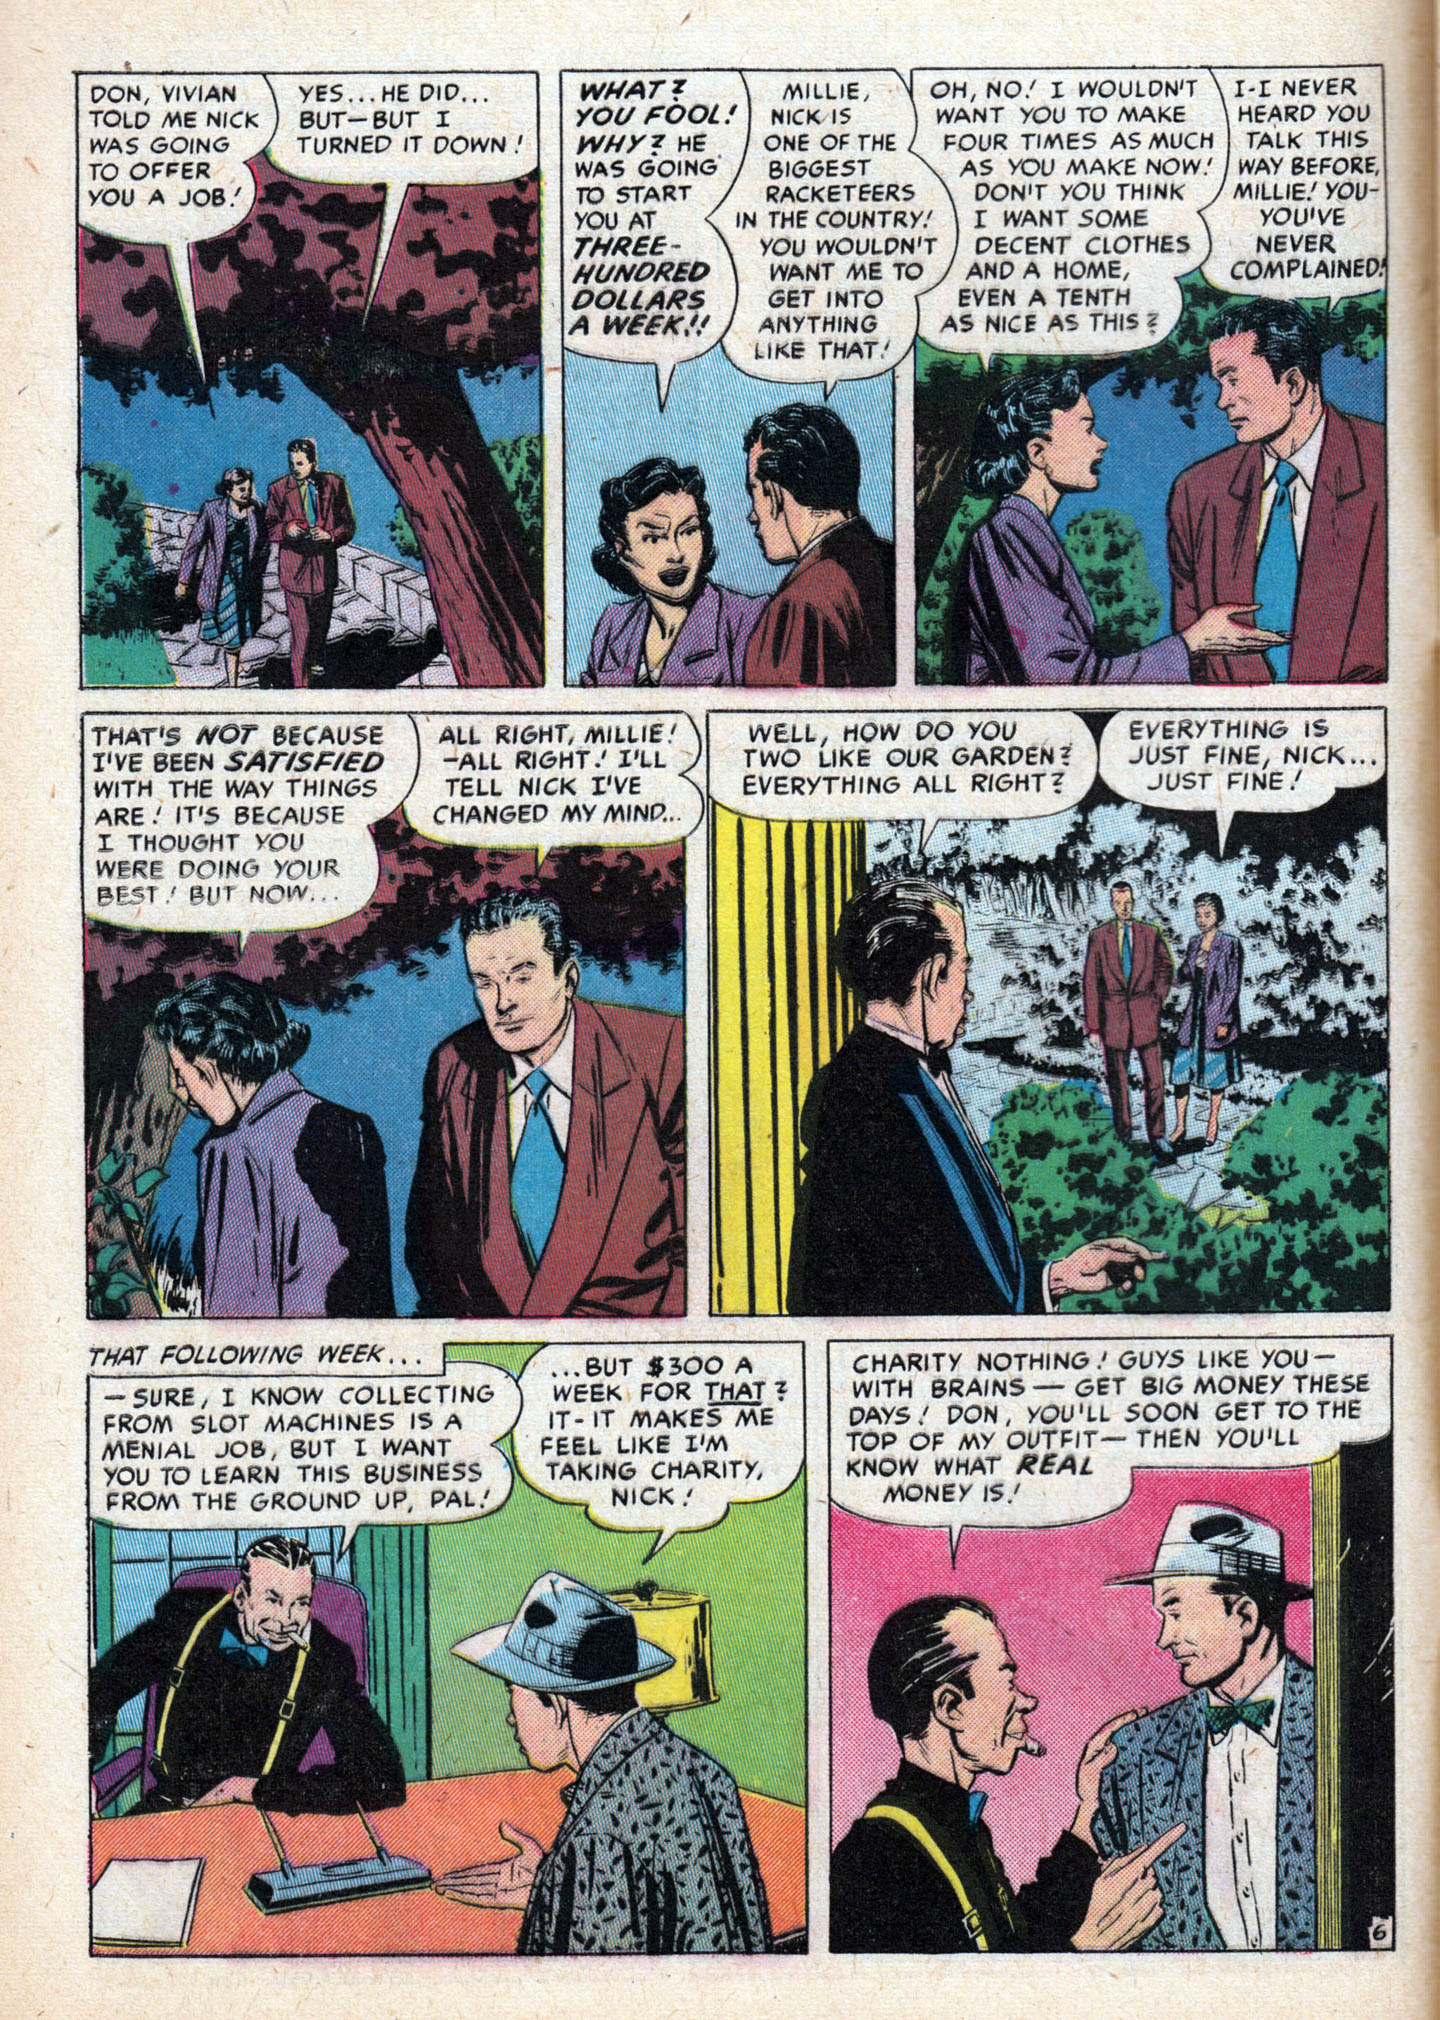 DON, VIVIAN
TOLD ME NICK
WAS GOING
TO OFFER
YOU A JOB!
YES...HE DID...
BUT—BUT I
TURNED IT DOWN!
WHAT?
YOU FOOL!
WHY? HE
WAS GOING
TO START
YOU AT
THREE-
HUNDRED
DOLLARS
A WEEK!!
MILLIE,
NICK IS
ONE OF THE
BIGGEST
RACKETEERS
IN THE COUNTRY!
YOU WOULDN'T
WANT ME TO
GET INTO
ANYTHING
LIKE THAT!
OH, NO! I WOULDN'T
WANT YOU TO MAKE
FOUR TIMES AS MUCH
AS YOU MAKE NOW!
DON'T YOU THINK
I WANT SOME
DECENT CLOTHES
AND A HOME,
EVEN A TENTH
AS NICE AS THIS?
I-I NEVER
HEARD YOU
TALK THIS
WAY BEFORE,
MILLIE! YOU-
YOU'VE
NEVER
COMPLAINED!
THAT'S NOT BECAUSE
I'VE BEEN SATISFIED
WITH THE WAY THINGS
ARE! IT'S BECAUSE
I THOUGHT YOU
WERE DOING YOUR
BEST! BUT NOW...
ALL RIGHT, MILLIE!
-ALL RIGHT! I'LL
TELL NICK I'VE
CHANGED MY MIND...
WELL, HOW DO YOU
TWO LIKE OUR GARDEN?
EVERYTHING ALL RIGHT?
EVERYTHING IS
JUST FINE, NICK...
JUST FINE!
THAT FOLLOWING WEEK...
—SURE, I KNOW COLLECTING
FROM SLOT MACHINES IS A
MENIAL JOB, BUT I WANT
YOU TO LEARN THIS BUSINESS
FROM THE GROUND UP, PAL!
...BUT $300 A
WEEK FOR THAT?
IT-IT MAKES ME
FEEL LIKE I'M
TAKING CHARITY,
NICK!
CHARITY NOTHING! GUYS LIKE YOU—
WITH BRAINS— GET BIG MONEY THESE
DAYS! DON, YOU'LL SOON GET TO THE
TOP OF MY OUTFIT— THEN YOU'LL
KNOW WHAT REAL
MONEY IS!
6